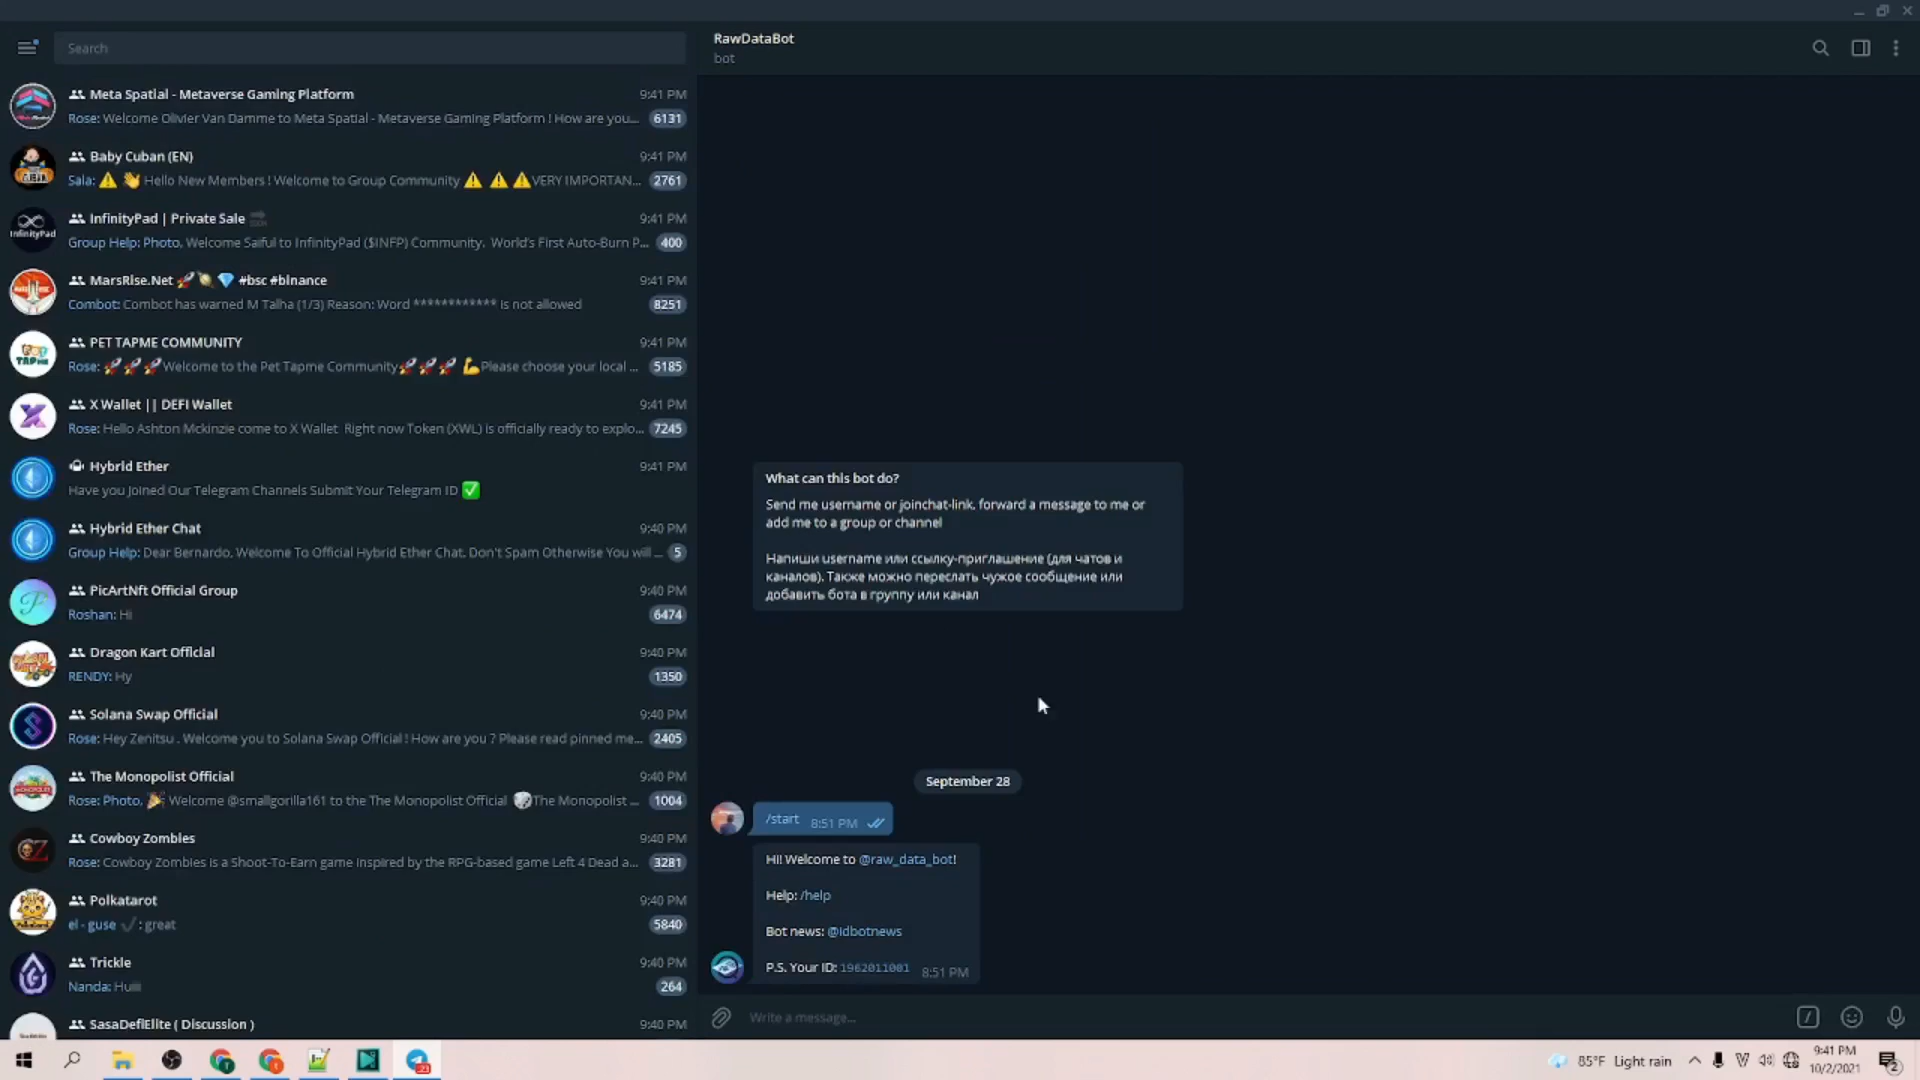 Search
Meta Spatial - Metaverse Gaming Platform 9:41 PM
Rose: Welcome Olivier Van Damme to Meta Spatial - Metaverse Gaming Platform ! How are you... 6131
Baby Cuban (EN) 9:41 PM
Sala: ⚠️ 👋 Hello New Members ! Welcome to Group Community ⚠️ ⚠️ ⚠️VERY IMPORTAN... 2761
InfinityPad | Private Sale 9:41 PM
Group Help: Photo, Welcome Saiful to InfinityPad ($INFP) Community. World's First Auto-Burn P... 400
InfinityPad
MarsRise.Net 🚀 💎 #bsc #binance 9:41 PM
Combot: Combot has warned M Talha (1/3) Reason: Word ************ is not allowed 8251
PET TAPME COMMUNITY 9:41 PM
Rose: 🚀🚀🚀Welcome to the Pet Tapme Community🚀🚀🚀 💪Please choose your local ... 5185
X Wallet || DEFI Wallet 9:41 PM
Rose: Hello Ashton Mckinzie come to X Wallet Right now Token (XWL) is officially ready to explo... 7245
Hybrid Ether 9:41 PM
Have you Joined Our Telegram Channels Submit Your Telegram ID ✅
Hybrid Ether Chat 9:40 PM
Group Help: Dear Bernardo, Welcome To Official Hybrid Ether Chat, Don't Spam Otherwise You will ... 5
PicArtNft Official Group 9:40 PM
Roshan: Hi 6474
Dragon Kart Official 9:40 PM
RENDY: Hy 1350
Solana Swap Official 9:40 PM
Rose: Hey Zenitsu . Welcome you to Solana Swap Official ! How are you ? Please read pinned me... 2405
The Monopolist Official 9:40 PM
Rose: Photo, 🎉 Welcome @smallgorilla161 to the The Monopolist Official 🎲The Monopolist ... 1004
Cowboy Zombies 9:40 PM
Rose: Cowboy Zombies is a Shoot-To-Earn game inspired by the RPG-based game Left 4 Dead a... 3281
Polkatarot 9:40 PM
el - guse ✓ : great 5840
Trickle 9:40 PM
Nanda: 264
SasaDefiElite ( Discussion ) 9:40 PM
RawDataBot
bot
What can this bot do?
Send me username or joinchat-link, forward a message to me or
add me to a group or channel
Напиши username или ссылку-приглашение (для чатов и
каналов). Также можно переслать чужое сообщение или
добавить бота в группу или канал
September 28
/start 8:51 PM
Hi! Welcome to @raw_data_bot!
Help: /help
Bot news: @idbotnews
P.S. Your ID: 1962011001 8:51 PM
Write a message...
23
85°F Light rain
9:41 PM
10/2/2021
2